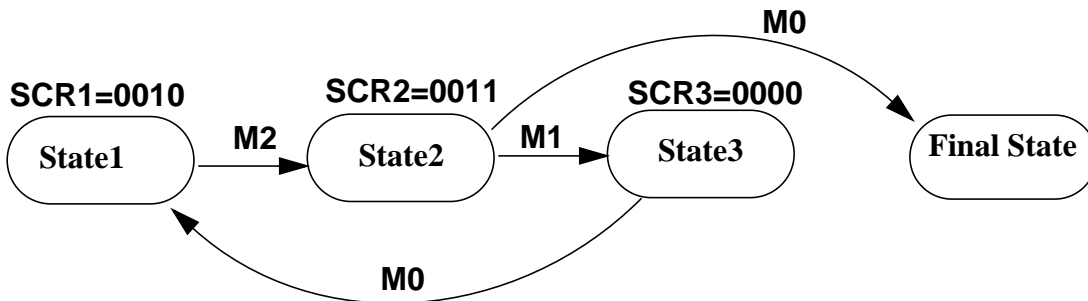 M0
SCR1=0010
SCR2=0011
SCR3=0000
State1
M2
State2
M1
State3
Final State
M0